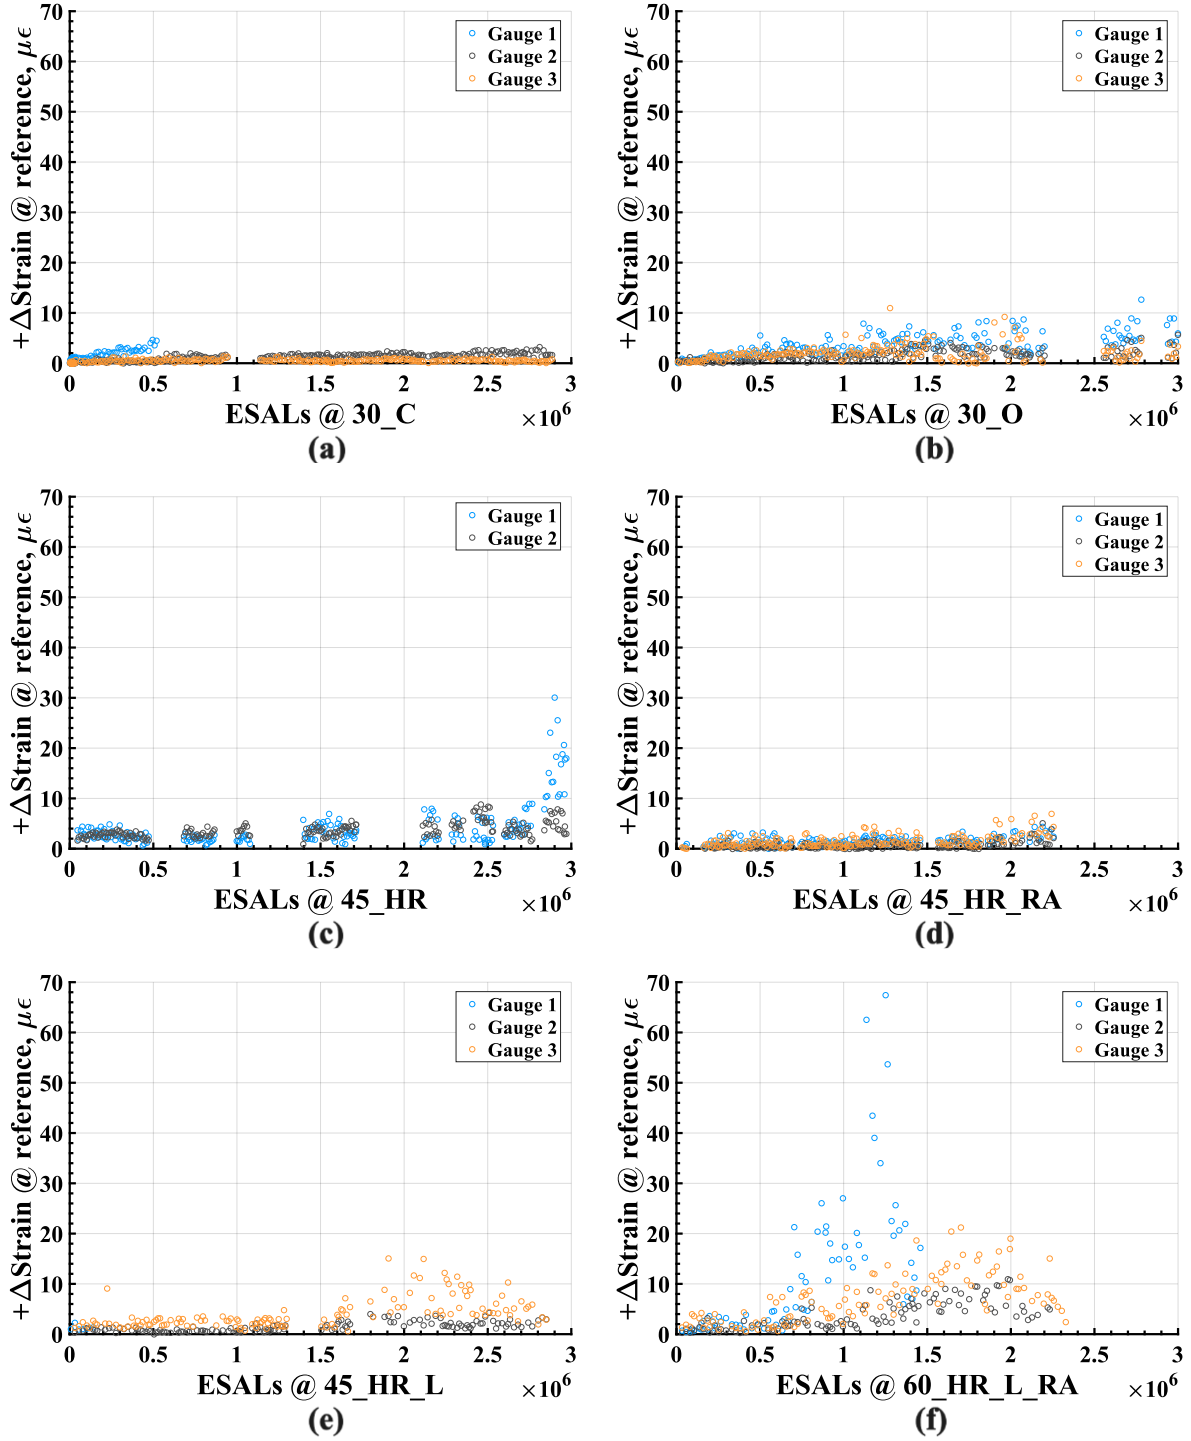 70
60
50
40
30
20
10
0
+ΔStrain @ reference, με
Gauge 1
Gauge 2
Gauge 3
0 0.5 1 1.5 2 2.5 3
ESALs @ 30_C ×10⁶
(a)
70
60
50
40
30
20
10
0
+ΔStrain @ reference, με
Gauge 1
Gauge 2
Gauge 3
0 0.5 1 1.5 2 2.5 3
ESALs @ 30_O ×10⁶
(b)
70
60
50
40
30
20
10
0
+ΔStrain @ reference, με
Gauge 1
Gauge 2
0 0.5 1 1.5 2 2.5 3
ESALs @ 45_HR ×10⁶
(c)
70
60
50
40
30
20
10
0
+ΔStrain @ reference, με
Gauge 1
Gauge 2
Gauge 3
0 0.5 1 1.5 2 2.5 3
ESALs @ 45_HR_RA ×10⁶
(d)
70
60
50
40
30
20
10
0
+ΔStrain @ reference, με
Gauge 1
Gauge 2
Gauge 3
0 0.5 1 1.5 2 2.5 3
ESALs @ 45_HR_L ×10⁶
(e)
70
60
50
40
30
20
10
0
+ΔStrain @ reference, με
Gauge 1
Gauge 2
Gauge 3
0 0.5 1 1.5 2 2.5 3
ESALs @ 60_HR_L_RA ×10⁶
(f)